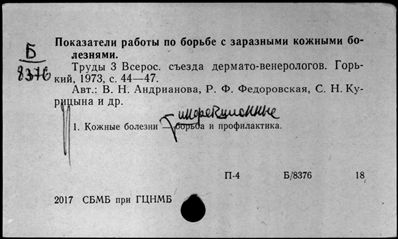 Б
8376
Показатели работы по борьбе с заразными кожными бо-
лезнями.
Труды 3 Всерос. съезда дермато-венерологов. Горь-
кий, 1973, с. 44—47.
Авт.: В. Н. Андрианова, Р. Ф. Федоровская, С. Н. Ку-
рицына и др.
инфекционные
1. Кожные болезни — борьба и профилактика.
П-4 Б/8376 18
2017 СБМБ при ГЦНМБ